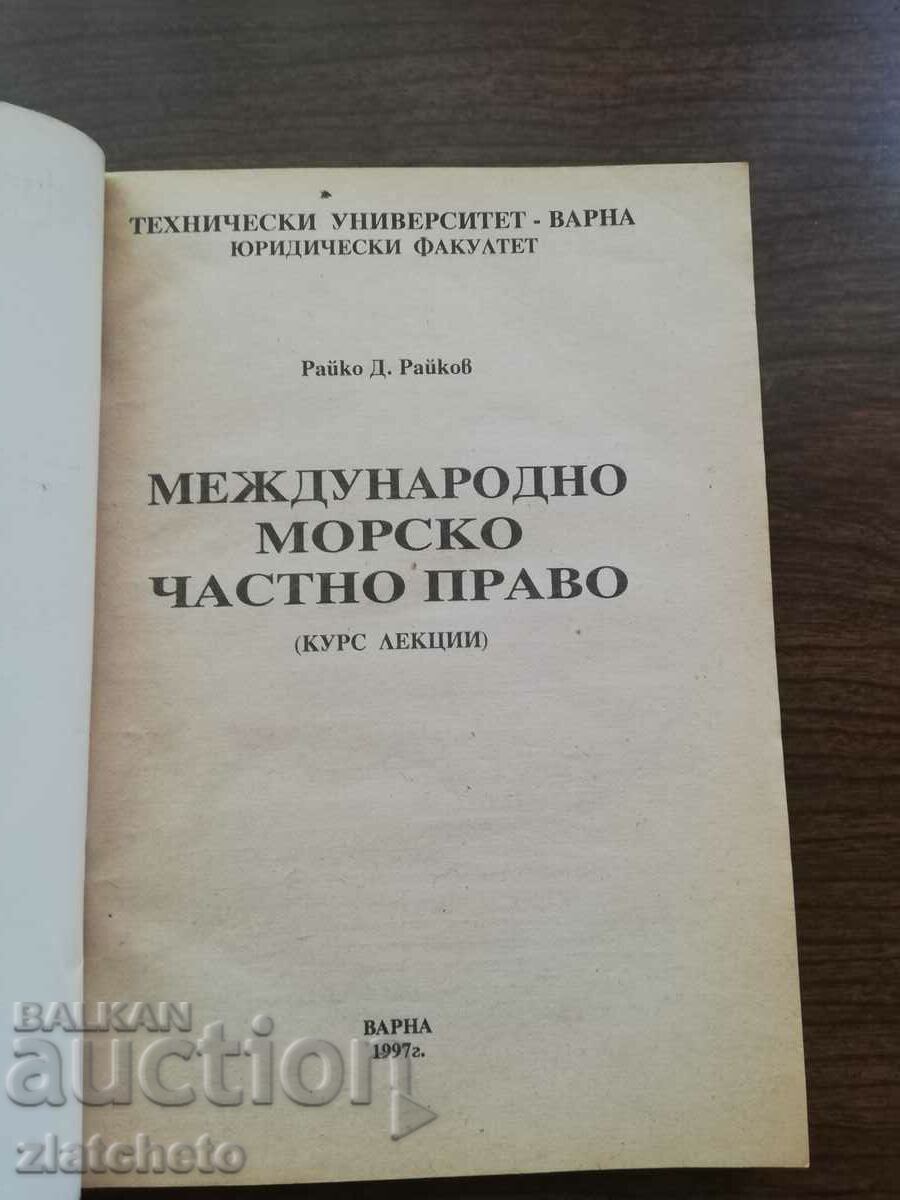 ТЕХНИЧЕСКИ УНИВЕРСИТЕТ - ВАРНА
ЮРИДИЧЕСКИ ФАКУЛТЕТ
Райко Д. Райков
МЕЖДУНАРОДНО
МОРСКО
ЧАСТНО ПРАВО
(КУРС ЛЕКЦИИ)
ВАРНА
1997г.
BALKAN
auction
zlatcheto